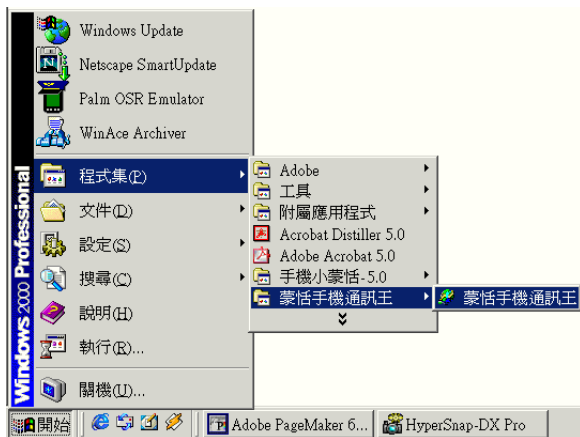 Windows Update
Netscape SmartUpdate
Palm OSR Emulator
WinAce Archiver
程式集(P)
文件(D)
設定(S)
搜尋(C)
說明(H)
執行(R)...
關機(U)...
Windows 2000 Professional
Adobe
工具
附屬應用程式
Acrobat Distiller 5.0
Adobe Acrobat 5.0
手機小蒙恬-5.0
蒙恬手機通訊王
蒙恬手機通訊王
開始
Adobe PageMaker 6...
HyperSnap-DX Pro